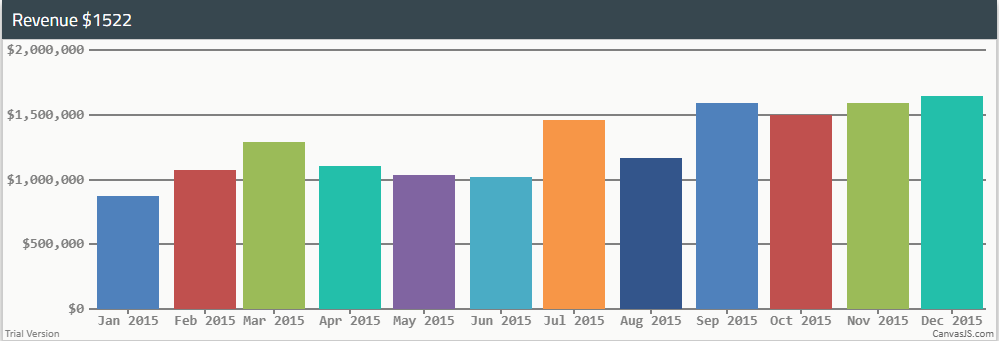 Revenue $1522
$2,000,000
$1,500,000
$1,000,000
$500,000
$0
Jan 2015 Feb 2015 Mar 2015 Apr 2015 May 2015 Jun 2015 Jul 2015 Aug 2015 Sep 2015 Oct 2015 Nov 2015 Dec 2015
Trial Version CanvasJS.com